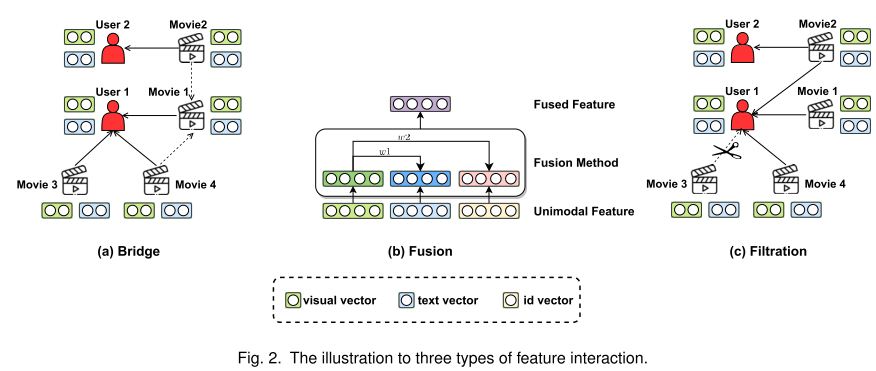 User 2
Movie2
User 1
Movie 1
Movie 3
Movie 4
(a) Bridge
Fused Feature
w2
w1
Fusion Method
Unimodal Feature
(b) Fusion
User 2
Movie2
User 1
Movie 1
Movie 3
Movie 4
(c) Filtration
visual vector
text vector
id vector
Fig. 2. The illustration to three types of feature interaction.